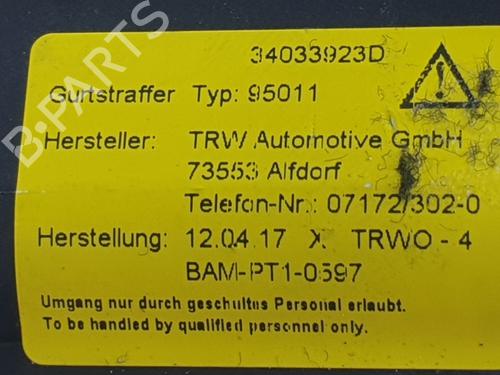 34033923D
Gurtstraffer Typ: 95011
Hersteller: TRW Automotive GmbH
73553 Alfdorf
Telefon-Nr.: 07172/302-0
Herstellung: 12.04.17 X TRWO - 4
BAM-PT1-0597
Umgang nur durch geschultes Personal erlaubt.
To be handled by qualified personnel only.